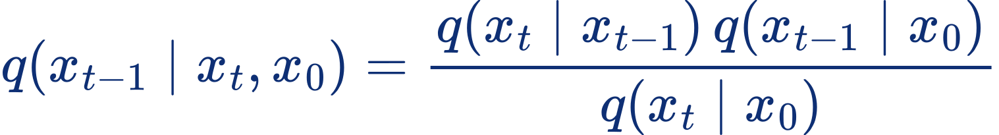 q(x_{t−1} | x_t, x_0) = \frac{q(x_t | x_{t−1}) q(x_{t−1} | x_0)}{q(x_t | x_0)}